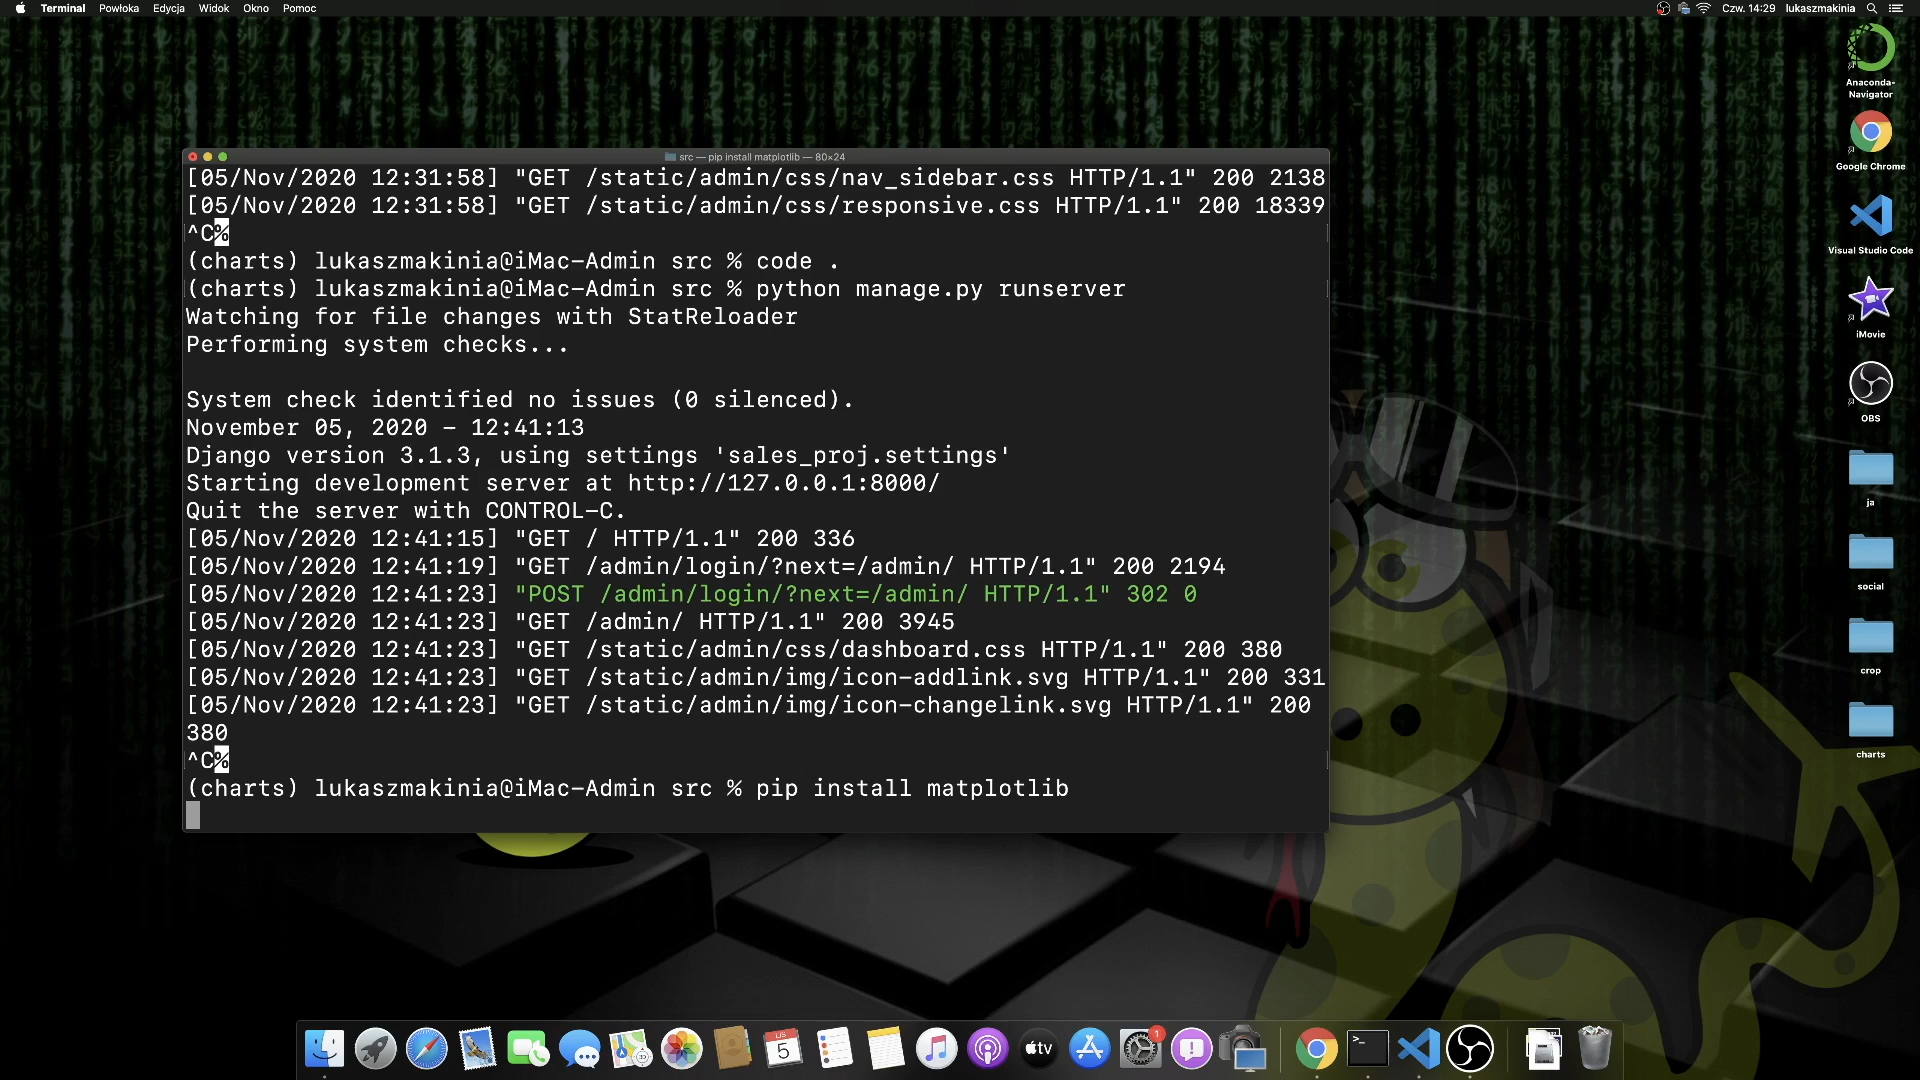 Terminal Powłoka Edycja Widok Okno Pomoc
Czw. 14:29 lukaszmakinia
src — pip install matplotlib — 80×24
[05/Nov/2020 12:31:58] "GET /static/admin/css/nav_sidebar.css HTTP/1.1" 200 2138
[05/Nov/2020 12:31:58] "GET /static/admin/css/responsive.css HTTP/1.1" 200 18339
^C%
(charts) lukaszmakinia@iMac-Admin src % code .
(charts) lukaszmakinia@iMac-Admin src % python manage.py runserver
Watching for file changes with StatReloader
Performing system checks...
System check identified no issues (0 silenced).
November 05, 2020 - 12:41:13
Django version 3.1.3, using settings 'sales_proj.settings'
Starting development server at http://127.0.0.1:8000/
Quit the server with CONTROL-C.
[05/Nov/2020 12:41:15] "GET / HTTP/1.1" 200 336
[05/Nov/2020 12:41:19] "GET /admin/login/?next=/admin/ HTTP/1.1" 200 2194
[05/Nov/2020 12:41:23] "POST /admin/login/?next=/admin/ HTTP/1.1" 302 0
[05/Nov/2020 12:41:23] "GET /admin/ HTTP/1.1" 200 3945
[05/Nov/2020 12:41:23] "GET /static/admin/css/dashboard.css HTTP/1.1" 200 380
[05/Nov/2020 12:41:23] "GET /static/admin/img/icon-addlink.svg HTTP/1.1" 200 331
[05/Nov/2020 12:41:23] "GET /static/admin/img/icon-changelink.svg HTTP/1.1" 200
380
^C%
(charts) lukaszmakinia@iMac-Admin src % pip install matplotlib
Anaconda-
Navigator
Google Chrome
Visual Studio Code
iMovie
OBS
ja
social
crop
charts
LIS
5
tv
1